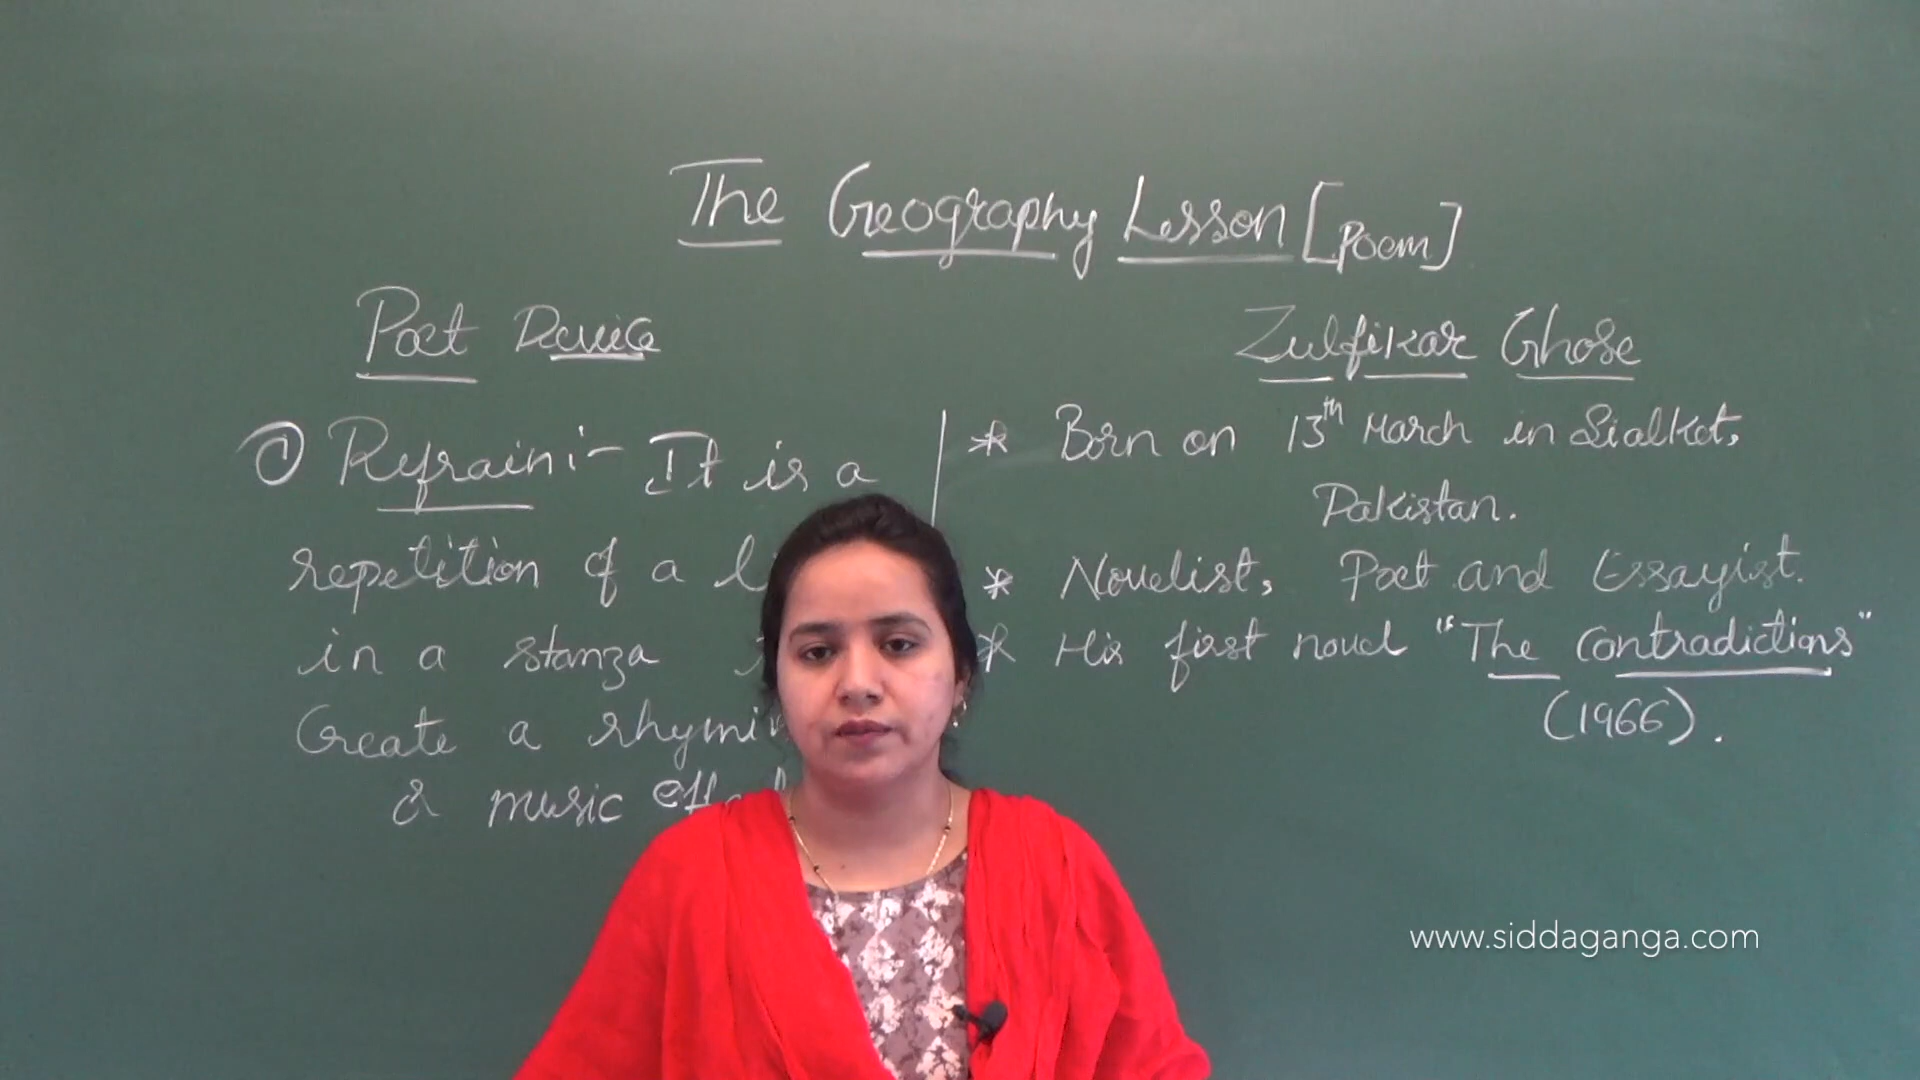 The Geography Lesson [Poem]
Poet Device
① Refrain:- It is a
repetition of a
in a stanza
Create a
& music
Zulfikar Ghose
* Born on 13th March in Sialkot,
Pakistan.
* Novelist, Poet and Essayist.
* His first novel "The Contradictions"
(1966).
www.siddaganga.com